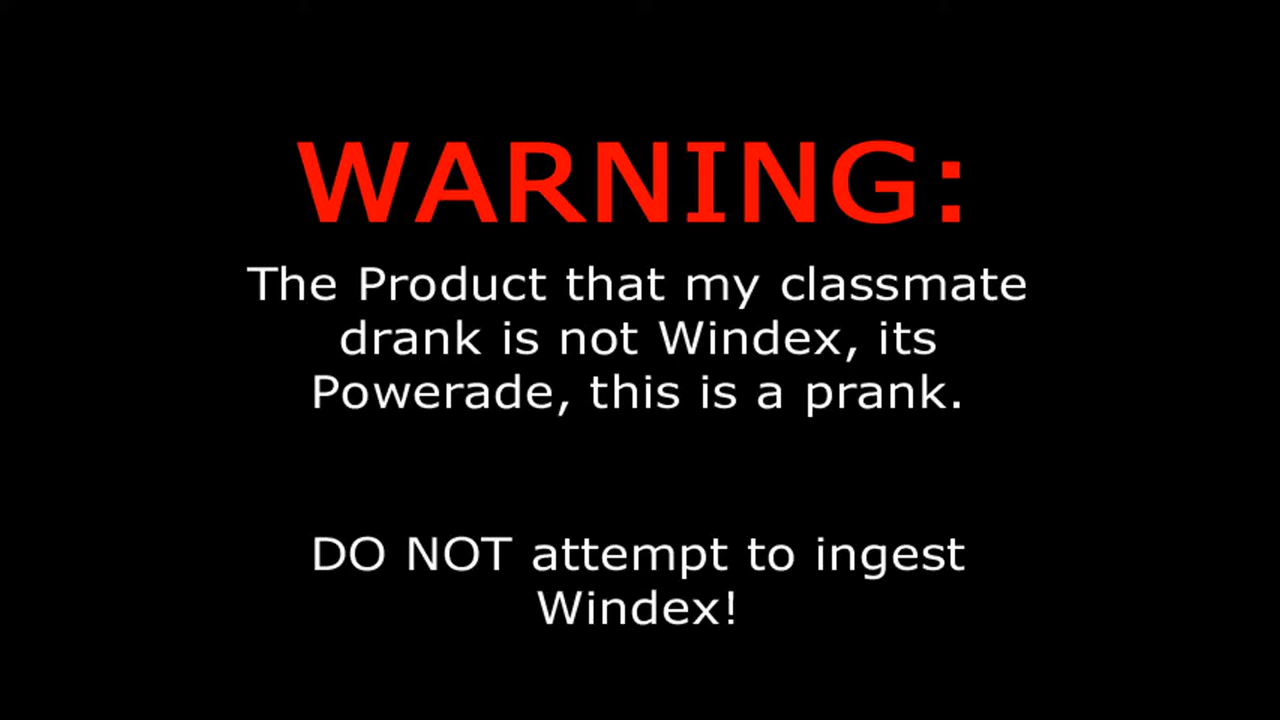 WARNING:
The Product that my classmate
drank is not Windex, its
Powerade, this is a prank.
DO NOT attempt to ingest
Windex!